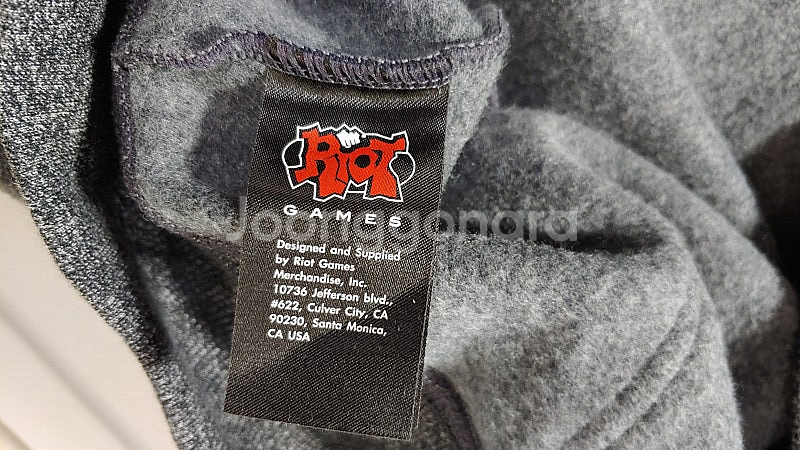 RIOT
GAMES
Joonggonara
Designed and Supplied
by Riot Games
Merchandise, Inc.
10736 Jefferson blvd.,
#622, Culver City, CA
90230, Santa Monica,
CA USA